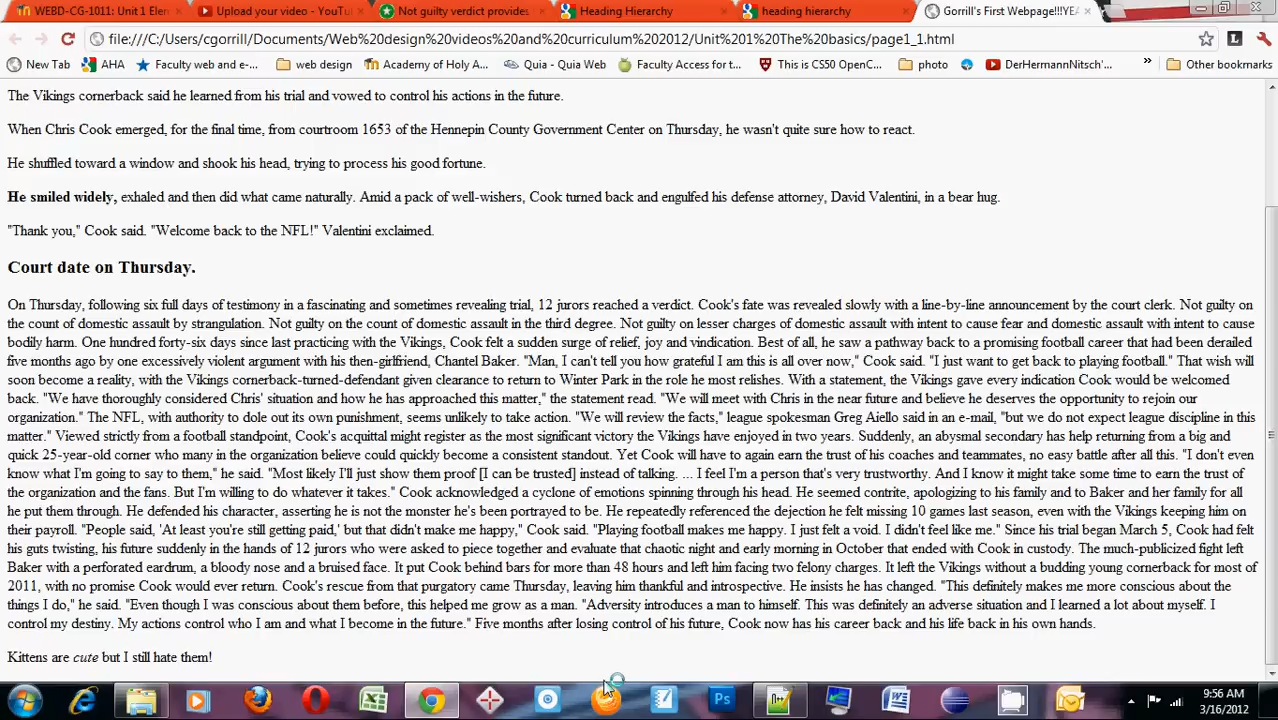 WEBD-CG-1011: Unit 1 Elem
Upload your video - YouTu
Not guilty verdict provides
Heading Hierarchy
heading hierarchy
Gorrill's First Webpage!!!YEA
file:///C:/Users/cgorrill/Documents/Web%20design%20videos%20and%20curriculum%202012/Unit%201%20The%20basics/page1_1.html
New Tab
AHA
Faculty web and e-...
web design
Academy of Holy A...
Quia - Quia Web
Faculty Access for t...
This is CS50 OpenC...
photo
DerHermannNitsch'...
»
Other bookmarks
The Vikings cornerback said he learned from his trial and vowed to control his actions in the future.
When Chris Cook emerged, for the final time, from courtroom 1653 of the Hennepin County Government Center on Thursday, he wasn't quite sure how to react.
He shuffled toward a window and shook his head, trying to process his good fortune.
He smiled widely, exhaled and then did what came naturally. Amid a pack of well-wishers, Cook turned back and engulfed his defense attorney, David Valentini, in a bear hug.
"Thank you," Cook said. "Welcome back to the NFL!" Valentini exclaimed.
Court date on Thursday.
On Thursday, following six full days of testimony in a fascinating and sometimes revealing trial, 12 jurors reached a verdict. Cook's fate was revealed slowly with a line-by-line announcement by the court clerk. Not guilty on
the count of domestic assault by strangulation. Not guilty on the count of domestic assault in the third degree. Not guilty on lesser charges of domestic assault with intent to cause fear and domestic assault with intent to cause
bodily harm. One hundred forty-six days since last practicing with the Vikings, Cook felt a sudden surge of relief, joy and vindication. Best of all, he saw a pathway back to a promising football career that had been derailed
five months ago by one excessively violent argument with his then-girlfriend, Chantel Baker. "Man, I can't tell you how grateful I am this is all over now," Cook said. "I just want to get back to playing football." That wish will
soon become a reality, with the Vikings cornerback-turned-defendant given clearance to return to Winter Park in the role he most relishes. With a statement, the Vikings gave every indication Cook would be welcomed
back. "We have thoroughly considered Chris' situation and how he has approached this matter," the statement read. "We will meet with Chris in the near future and believe he deserves the opportunity to rejoin our
organization." The NFL, with authority to dole out its own punishment, seems unlikely to take action. "We will review the facts," league spokesman Greg Aiello said in an e-mail, "but we do not expect league discipline in this
matter." Viewed strictly from a football standpoint, Cook's acquittal might register as the most significant victory the Vikings have enjoyed in two years. Suddenly, an abysmal secondary has help returning from a big and
quick 25-year-old corner who many in the organization believe could quickly become a consistent standout. Yet Cook will have to again earn the trust of his coaches and teammates, no easy battle after all this. "I don't even
know what I'm going to say to them," he said. "Most likely I'll just show them proof [I can be trusted] instead of talking. ... I feel I'm a person that's very trustworthy. And I know it might take some time to earn the trust of
the organization and the fans. But I'm willing to do whatever it takes." Cook acknowledged a cyclone of emotions spinning through his head. He seemed contrite, apologizing to his family and to Baker and her family for all
he put them through. He defended his character, asserting he is not the monster he's been portrayed to be. He repeatedly referenced the dejection he felt missing 10 games last season, even with the Vikings keeping him on
their payroll. "People said, 'At least you're still getting paid,' but that didn't make me happy," Cook said. "Playing football makes me happy. I just felt a void. I didn't feel like me." Since his trial began March 5, Cook had felt
his guts twisting, his future suddenly in the hands of 12 jurors who were asked to piece together and evaluate that chaotic night and early morning in October that ended with Cook in custody. The much-publicized fight left
Baker with a perforated eardrum, a bloody nose and a bruised face. It put Cook behind bars for more than 48 hours and left him facing two felony charges. It left the Vikings without a budding young cornerback for most of
2011, with no promise Cook would ever return. Cook's rescue from that purgatory came Thursday, leaving him thankful and introspective. He insists he has changed. "This definitely makes me more conscious about the
things I do," he said. "Even though I was conscious about them before, this helped me grow as a man. "Adversity introduces a man to himself. This was definitely an adverse situation and I learned a lot about myself. I
control my destiny. My actions control who I am and what I become in the future." Five months after losing control of his future, Cook now has his career back and his life back in his own hands.
Kittens are cute but I still hate them!
Ps
9:56 AM
3/16/2012